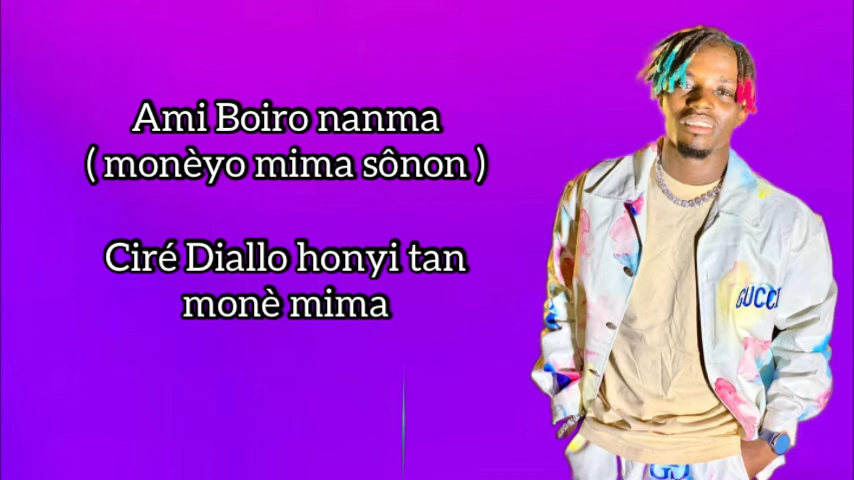 Ami Boiro nanma
( monèyo mima sônon )
Ciré Diallo honyi tan
monè mima
GUCCI